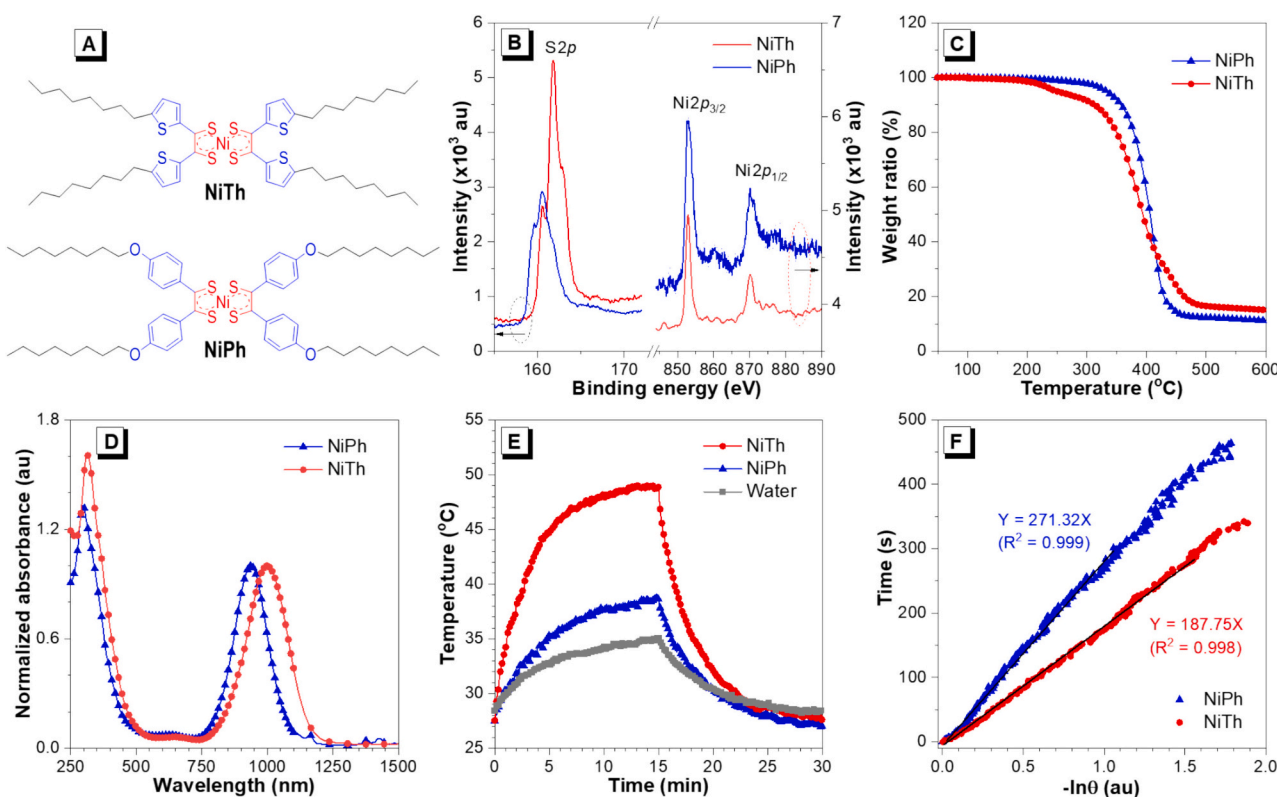 A
S
S
S
S
Ni
S
S
S
S
NiTh
O
O
S
S
Ni
S
S
O
O
NiPh
B
S2p
NiTh
NiPh
Ni2p3/2
Ni2p1/2
Intensity (x10³ au)
0
1
2
3
4
5
6
Intensity (x10³ au)
4
5
6
7
160
170
850
860
870
880
890
Binding energy (eV)
C
NiPh
NiTh
Weight ratio (%)
0
20
40
60
80
100
120
100
200
300
400
500
600
Temperature (oC)
D
NiPh
NiTh
Normalized absorbance (au)
0.0
0.6
1.2
1.8
250
500
750
1000
1250
1500
Wavelength (nm)
E
NiTh
NiPh
Water
Temperature (oC)
25
30
35
40
45
50
55
0
5
10
15
20
25
30
Time (min)
F
Y = 271.32X
(R² = 0.999)
Y = 187.75X
(R² = 0.998)
NiPh
NiTh
Time (s)
0
100
200
300
400
500
0.0
0.5
1.0
1.5
2.0
-lnθ (au)